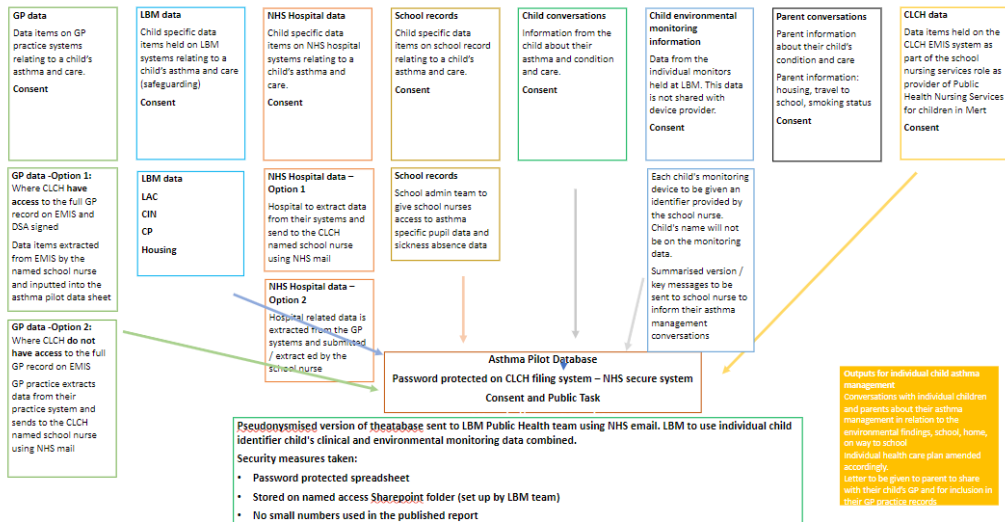 GP data
Data items on GP
practice systems
relating to a child's
asthma and care.
Consent
LBM data
Child specific data
items held on LBM
systems relating to a
child's asthma and care
(safeguarding)
Consent
NHS Hospital data
Child specific data
items on NHS hospital
systems relating to a
child's asthma and
care.
Consent
School records
Child specific data
items on school record
relating to a child's
asthma and care.
Consent
Child conversations
Information from the
child about their
asthma and condition
and care.
Consent
Child environmental
monitoring
information
Data from the
individual monitors
held at LBM. This data
is not shared with
device provider.
Consent
Parent conversations
Parent information
about their child's
condition and care
Parent information:
housing, travel to
school, smoking status
Consent
CLCH data
Data items held on the
CLCH EMIS system as
part of the school
nursing services role as
provider of Public
Health Nursing Services
for children in Mert
Consent
GP data -Option 1:
Where CLCH have
access to the full GP
record on EMIS and
DSA signed
Data items extracted
from EMIS by the
named school nurse
and inputted into the
asthma pilot data sheet
LBM data
LAC
CIN
CP
Housing
NHS Hospital data –
Option 1
Hospital to extract data
from their systems and
send to the CLCH
named school nurse
using NHS mail
School records
School admin team to
give school nurses
access to asthma
specific pupil data and
sickness absence data
Each child's monitoring
device to be given an
identifier provided by
the school nurse.
Child's name will not
be on the monitoring
data.
Summarised version /
key messages to be
sent to school nurse to
inform their asthma
management
conversations
NHS Hospital data –
Option 2
Hospital related data is
extracted from the GP
systems and submitted
/ extract ed by the
school nurse
GP data -Option 2:
Where CLCH do not
have access to the full
GP record on EMIS
GP practice extracts
data from their
practice system and
sends to the CLCH
named school nurse
using NHS mail
Asthma Pilot Database
Password protected on CLCH filing system – NHS secure system
Consent and Public Task
Pseudonysmised version of theatabase sent to LBM Public Health team using NHS email. LBM to use individual child
identifier child's clinical and environmental monitoring data combined.
Security measures taken:
• Password protected spreadsheet
• Stored on named access Sharepoint folder (set up by LBM team)
• No small numbers used in the published report
Outputs for individual child asthma
management
Conversations with individual children
and parents about their asthma
management in relation to the
environmental findings, school, home,
on way to school
Individual health care plan amended
accordingly.
Letter to be given to parent to share
with their child's GP and for inclusion in
their GP practice records